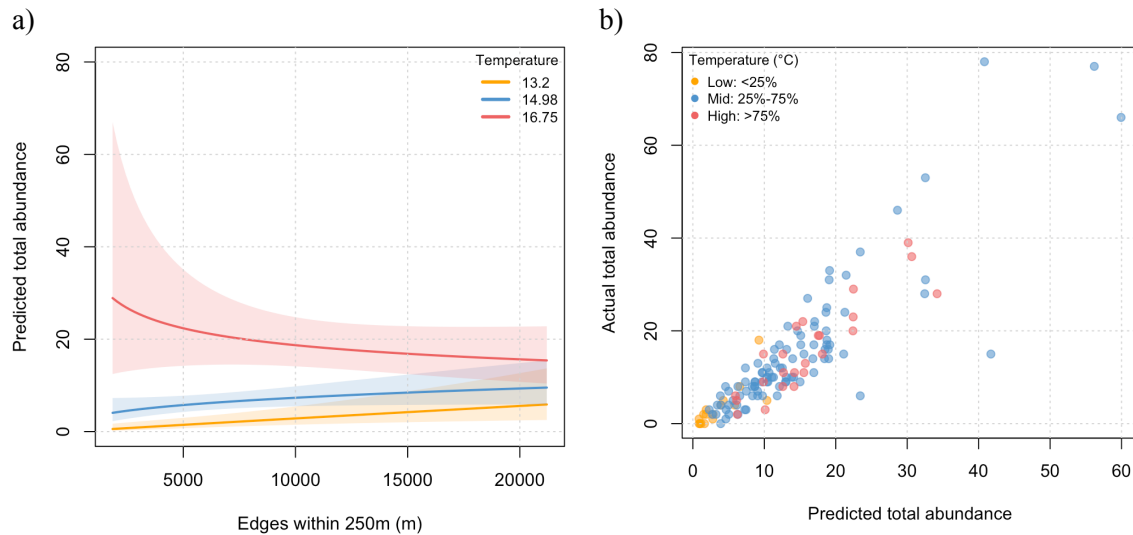 a)
Temperature
13.2
14.98
16.75
80
60
40
20
0
Predicted total abundance
5000 10000 15000 20000
Edges within 250m (m)
b)
Temperature (°C)
Low: <25%
Mid: 25%-75%
High: >75%
80
60
40
20
0
Actual total abundance
0 10 20 30 40 50 60
Predicted total abundance